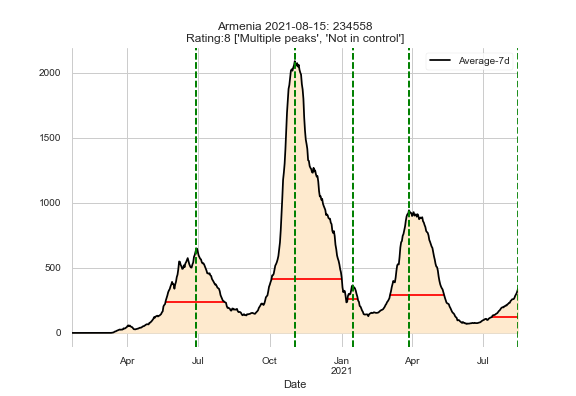 Armenia 2021-08-15: 234558
Rating:8 ['Multiple peaks', 'Not in control']
Average-7d
2000
1500
1000
500
0
Apr Jul Oct Jan Apr Jul
2021
Date